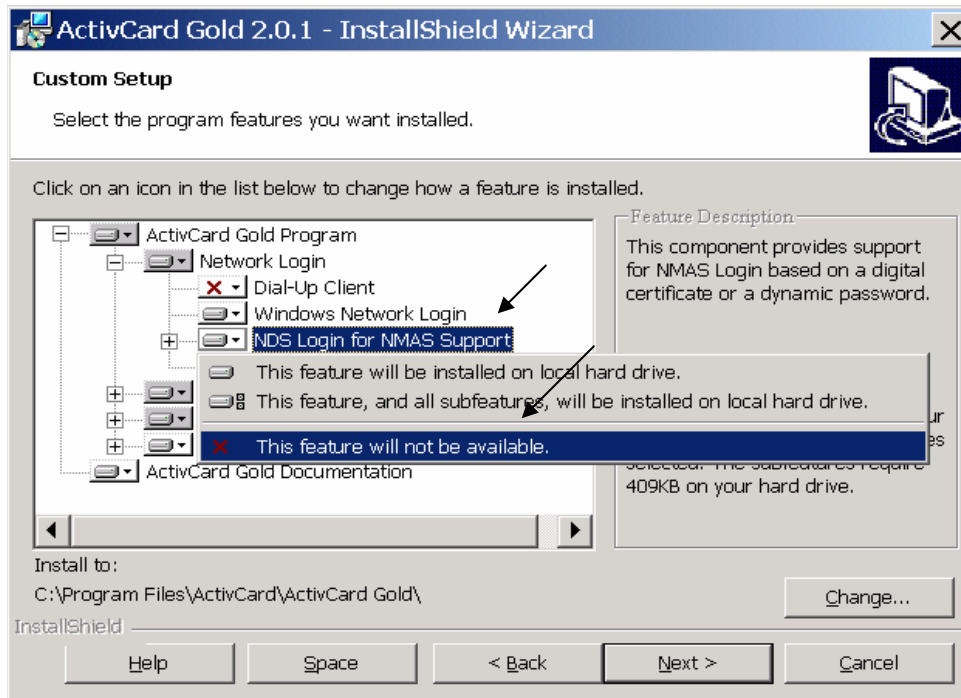 ActivCard Gold 2.0.1 - InstallShield Wizard
Custom Setup
Select the program features you want installed.
Click on an icon in the list below to change how a feature is installed.
ActivCard Gold Program
Network Login
Dial-Up Client
Windows Network Login
NDS Login for NMAS Support
This feature will be installed on local hard drive.
This feature, and all subfeatures, will be installed on local hard drive.
This feature will not be available.
ActivCard Gold Documentation
Feature Description
This component provides support
for NMAS Login based on a digital
certificate or a dynamic password.
selected. The subfeatures require
409KB on your hard drive.
Install to:
C:\Program Files\ActivCard\ActivCard Gold\
Change...
InstallShield
Help
Space
< Back
Next >
Cancel